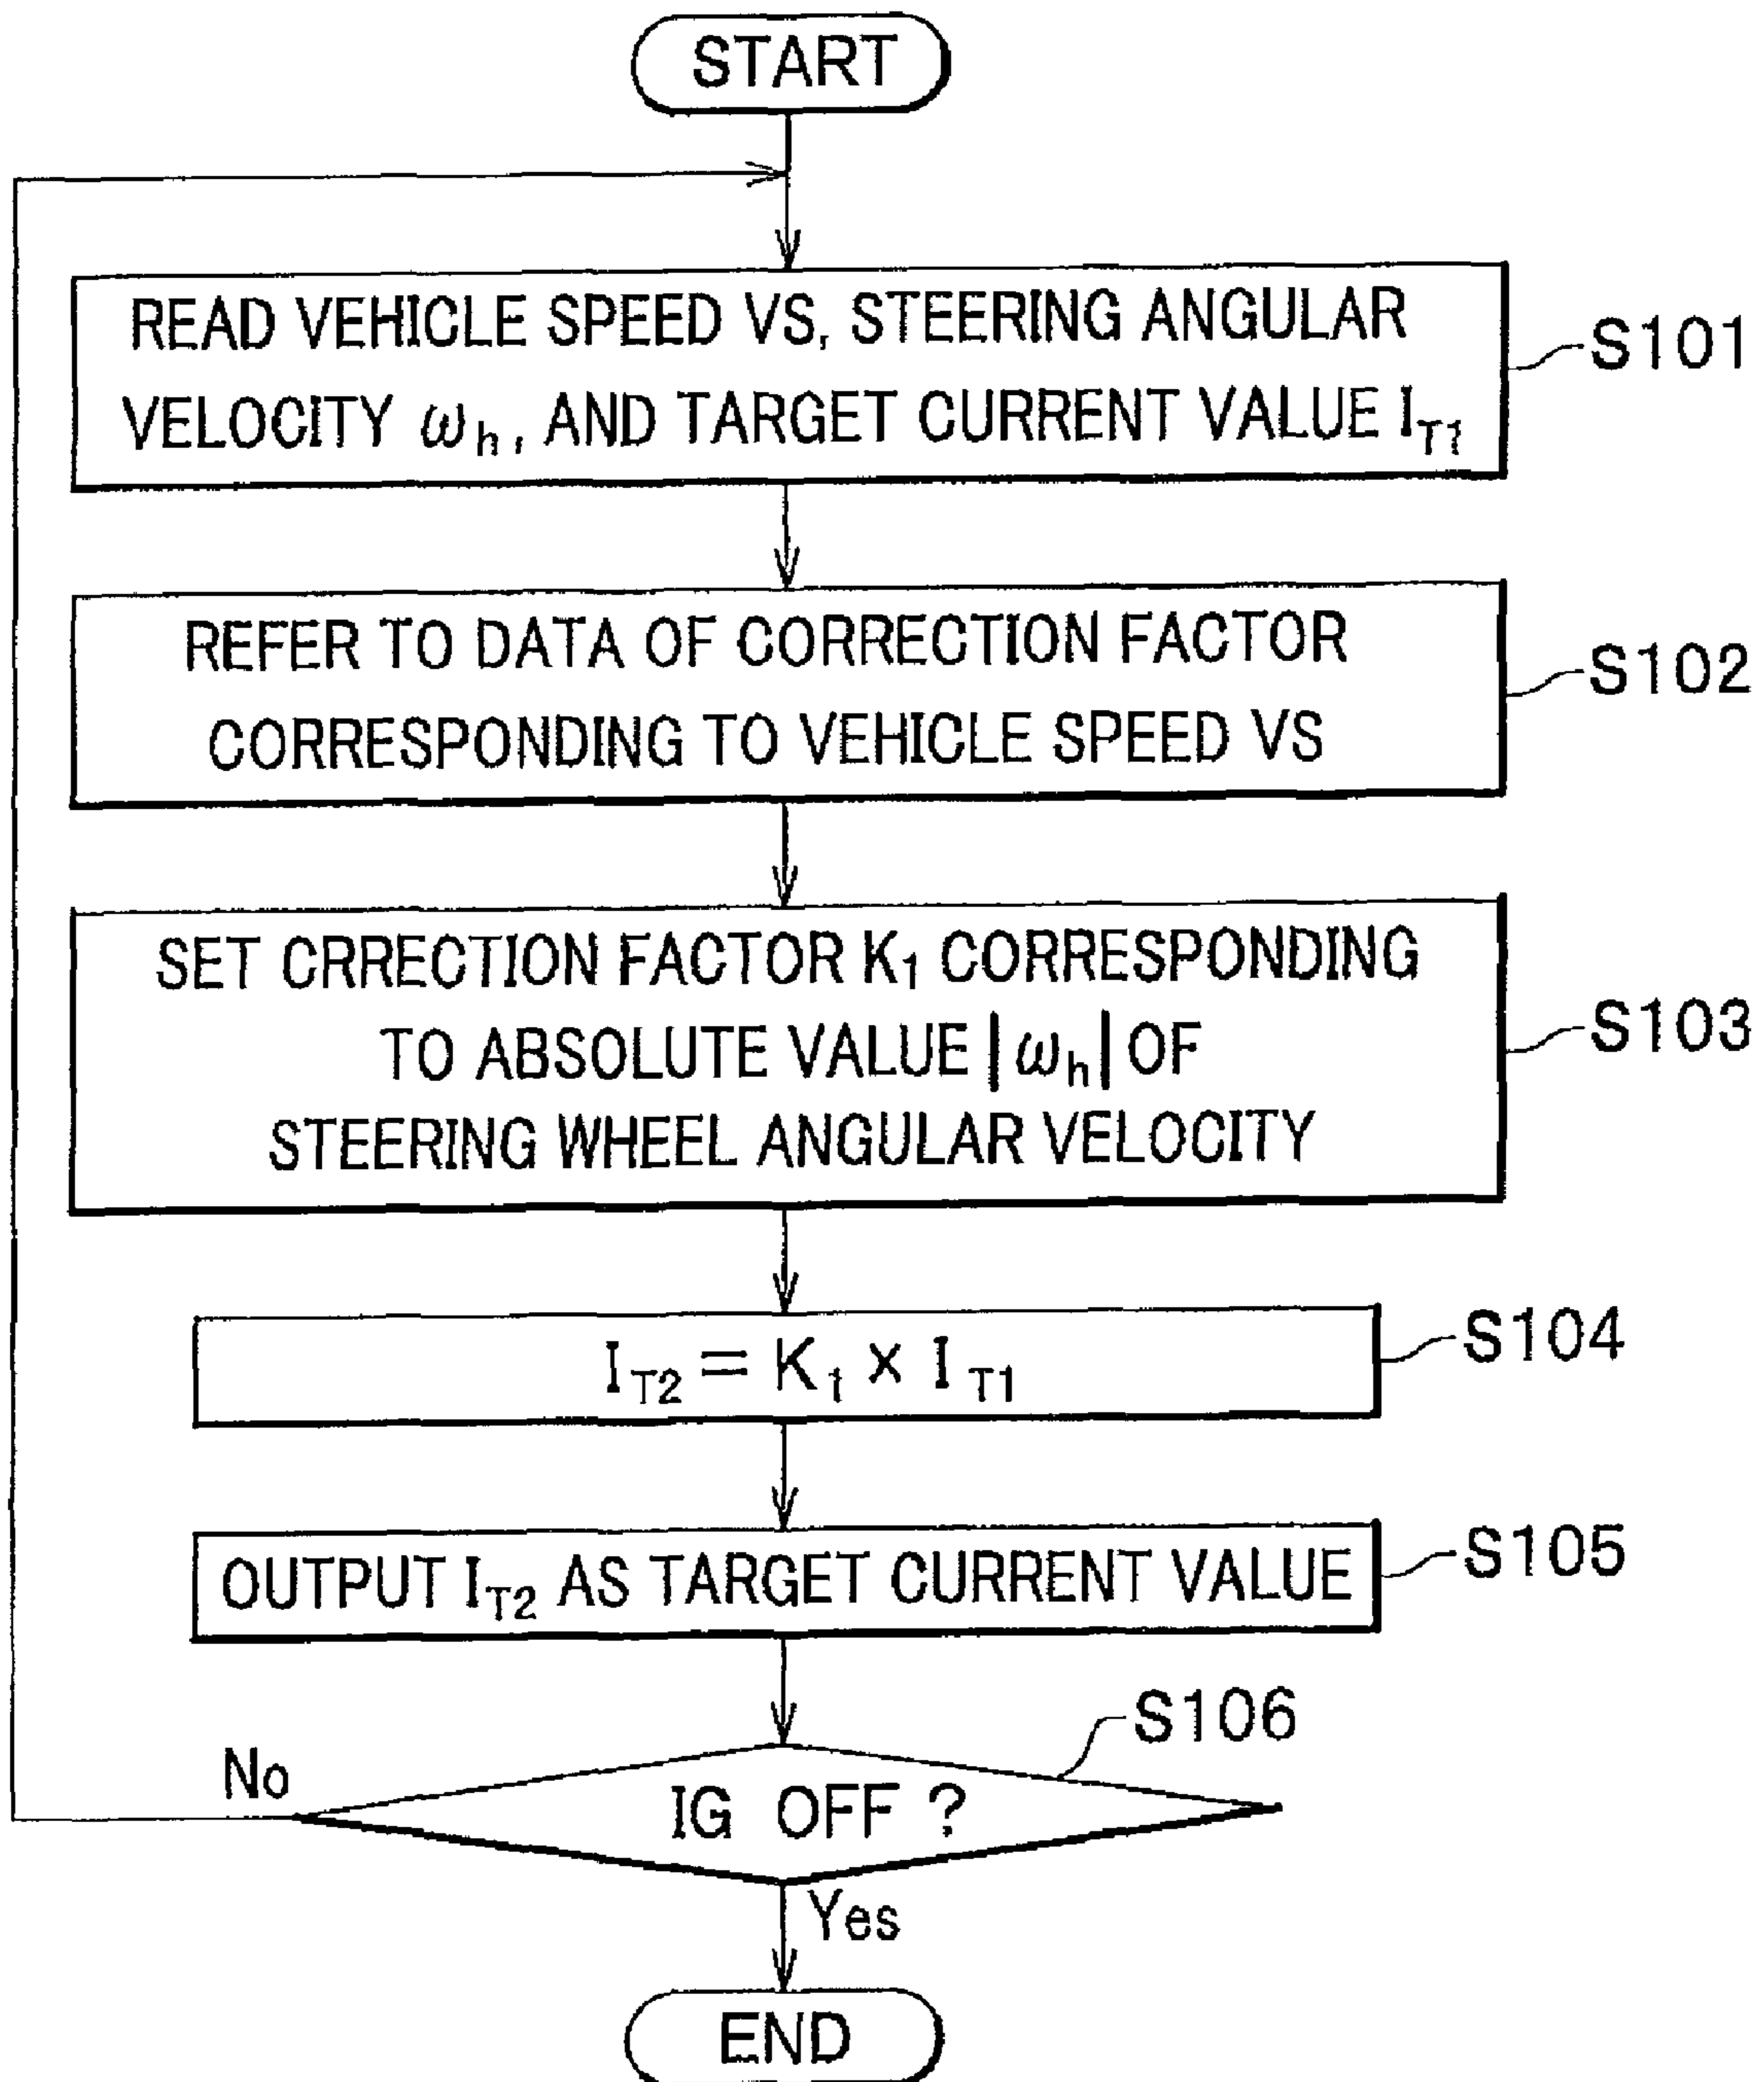 START
READ VEHICLE SPEED VS, STEERING ANGULAR
VELOCITY ωh, AND TARGET CURRENT VALUE IT1
S101
REFER TO DATA OF CORRECTION FACTOR
CORRESPONDING TO VEHICLE SPEED VS
S102
SET CRRECTION FACTOR K1 CORRESPONDING
TO ABSOLUTE VALUE |ωh| OF
STEERING WHEEL ANGULAR VELOCITY
S103
IT2 = K1 × IT1
S104
OUTPUT IT2 AS TARGET CURRENT VALUE
S105
S106
No
IG OFF ?
Yes
END